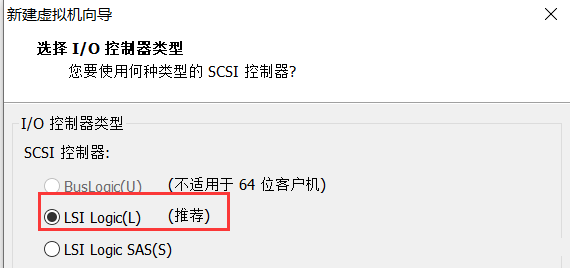 新建虚拟机向导
选择 I/O 控制器类型
您要使用何种类型的 SCSI 控制器?
I/O 控制器类型
SCSI 控制器:
BusLogic(U) (不适用于 64 位客户机)
LSI Logic(L) (推荐)
LSI Logic SAS(S)